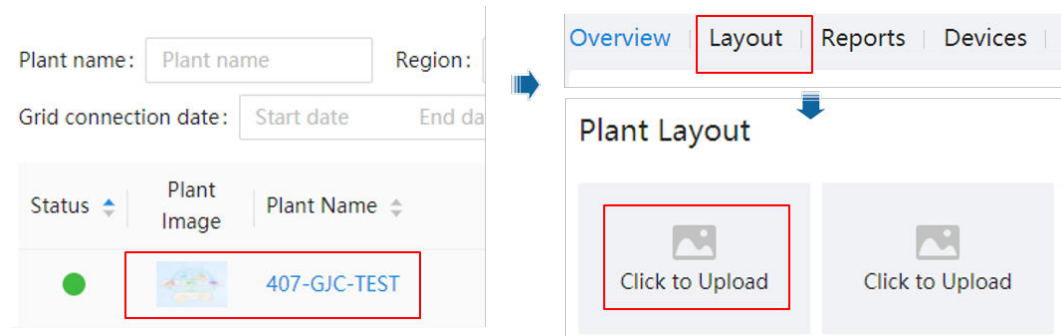 Plant name: Plant name Region:
Grid connection date: Start date End da
Status Plant Image Plant Name
407-GJC-TEST
Overview Layout Reports Devices
Plant Layout
Click to Upload Click to Upload